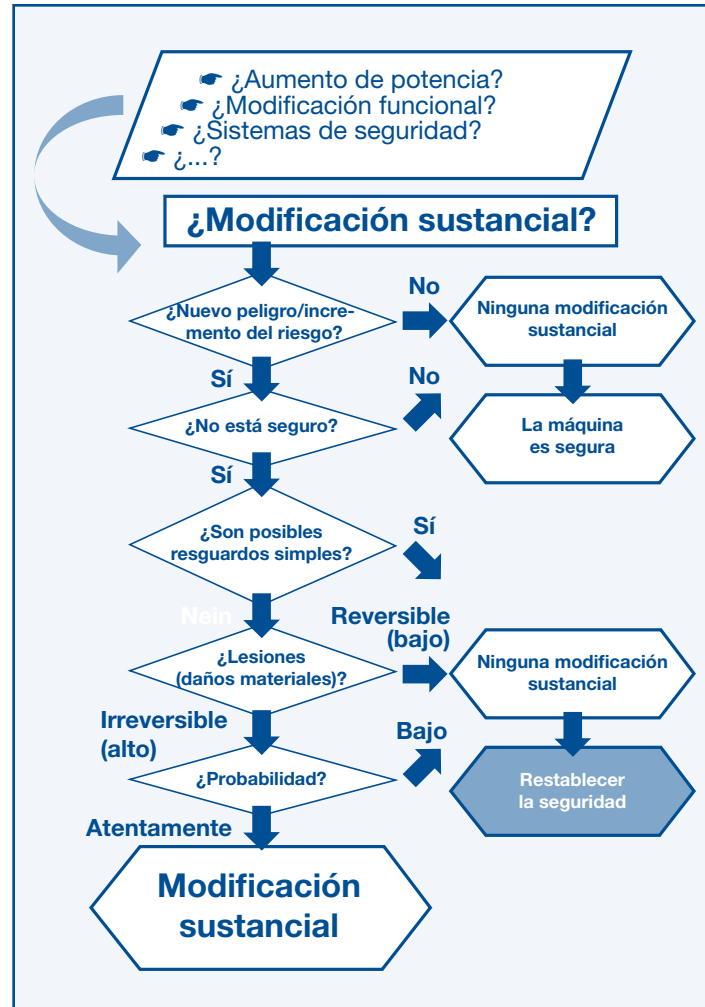 ☛ ¿Aumento de potencia?
☛ ¿Modificación funcional?
☛ ¿Sistemas de seguridad?
☛ ¿...?
¿Modificación sustancial?
¿Nuevo peligro/incre-
mento del riesgo?
No
Ninguna modificación
sustancial
Sí
No
¿No está seguro?
La máquina
es segura
Sí
¿Son posibles
resguardos simples?
Sí
Nein
Reversible
(bajo)
¿Lesiones
(daños materiales)?
Ninguna modificación
sustancial
Irreversible
(alto)
Bajo
¿Probabilidad?
Restablecer
la seguridad
Atentamente
Modificación
sustancial